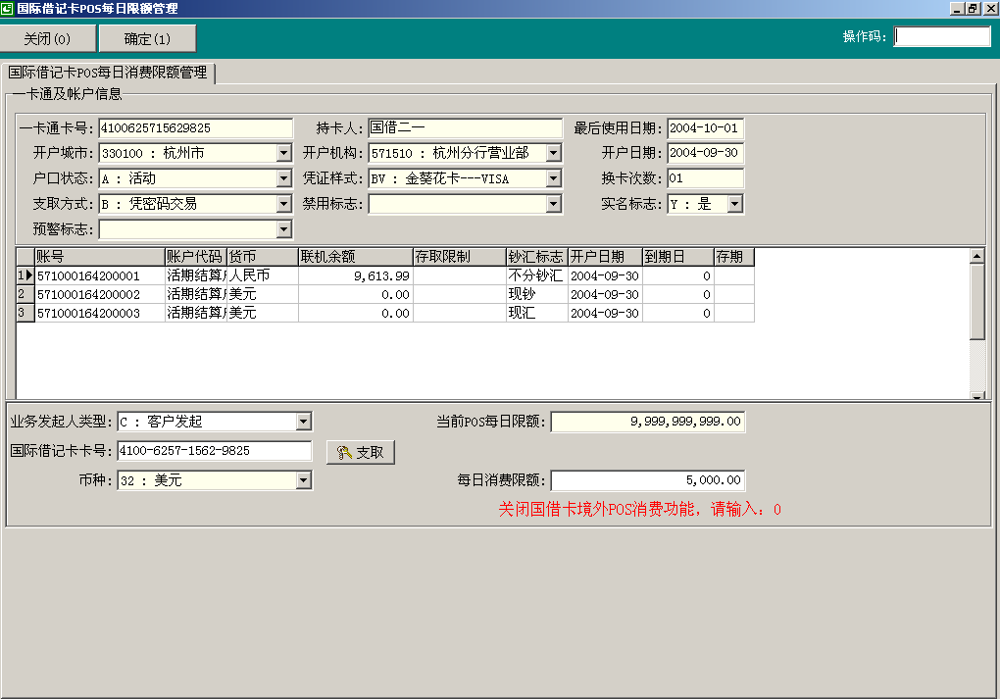 国际借记卡POS每日限额管理
关闭(0) 确定(1) 操作码:
国际借记卡POS每日消费限额管理
一卡通及帐户信息
一卡通卡号: 4100625715629825 持卡人: 国借二一 最后使用日期: 2004-10-01
开户城市: 330100 : 杭州市 开户机构: 571510 : 杭州分行营业部 开户日期: 2004-09-30
户口状态: A : 活动 凭证样式: BV : 金葵花卡---VISA 换卡次数: 01
支取方式: B : 凭密码交易 禁用标志: 实名标志: Y : 是
预警标志:
账号 账户代码 货币 联机余额 存取限制 钞汇标志 开户日期 到期日 存期
1 571000164200001 活期结算 人民币 9,613.99 不分钞汇 2004-09-30 0
2 571000164200002 活期结算 美元 0.00 现钞 2004-09-30 0
3 571000164200003 活期结算 美元 0.00 现汇 2004-09-30 0
业务发起人类型: C : 客户发起 当前POS每日限额: 9,999,999,999.00
国际借记卡卡号: 4100-6257-1562-9825 支取
币种: 32 : 美元 每日消费限额: 5,000.00
关闭国借卡境外POS消费功能，请输入：0